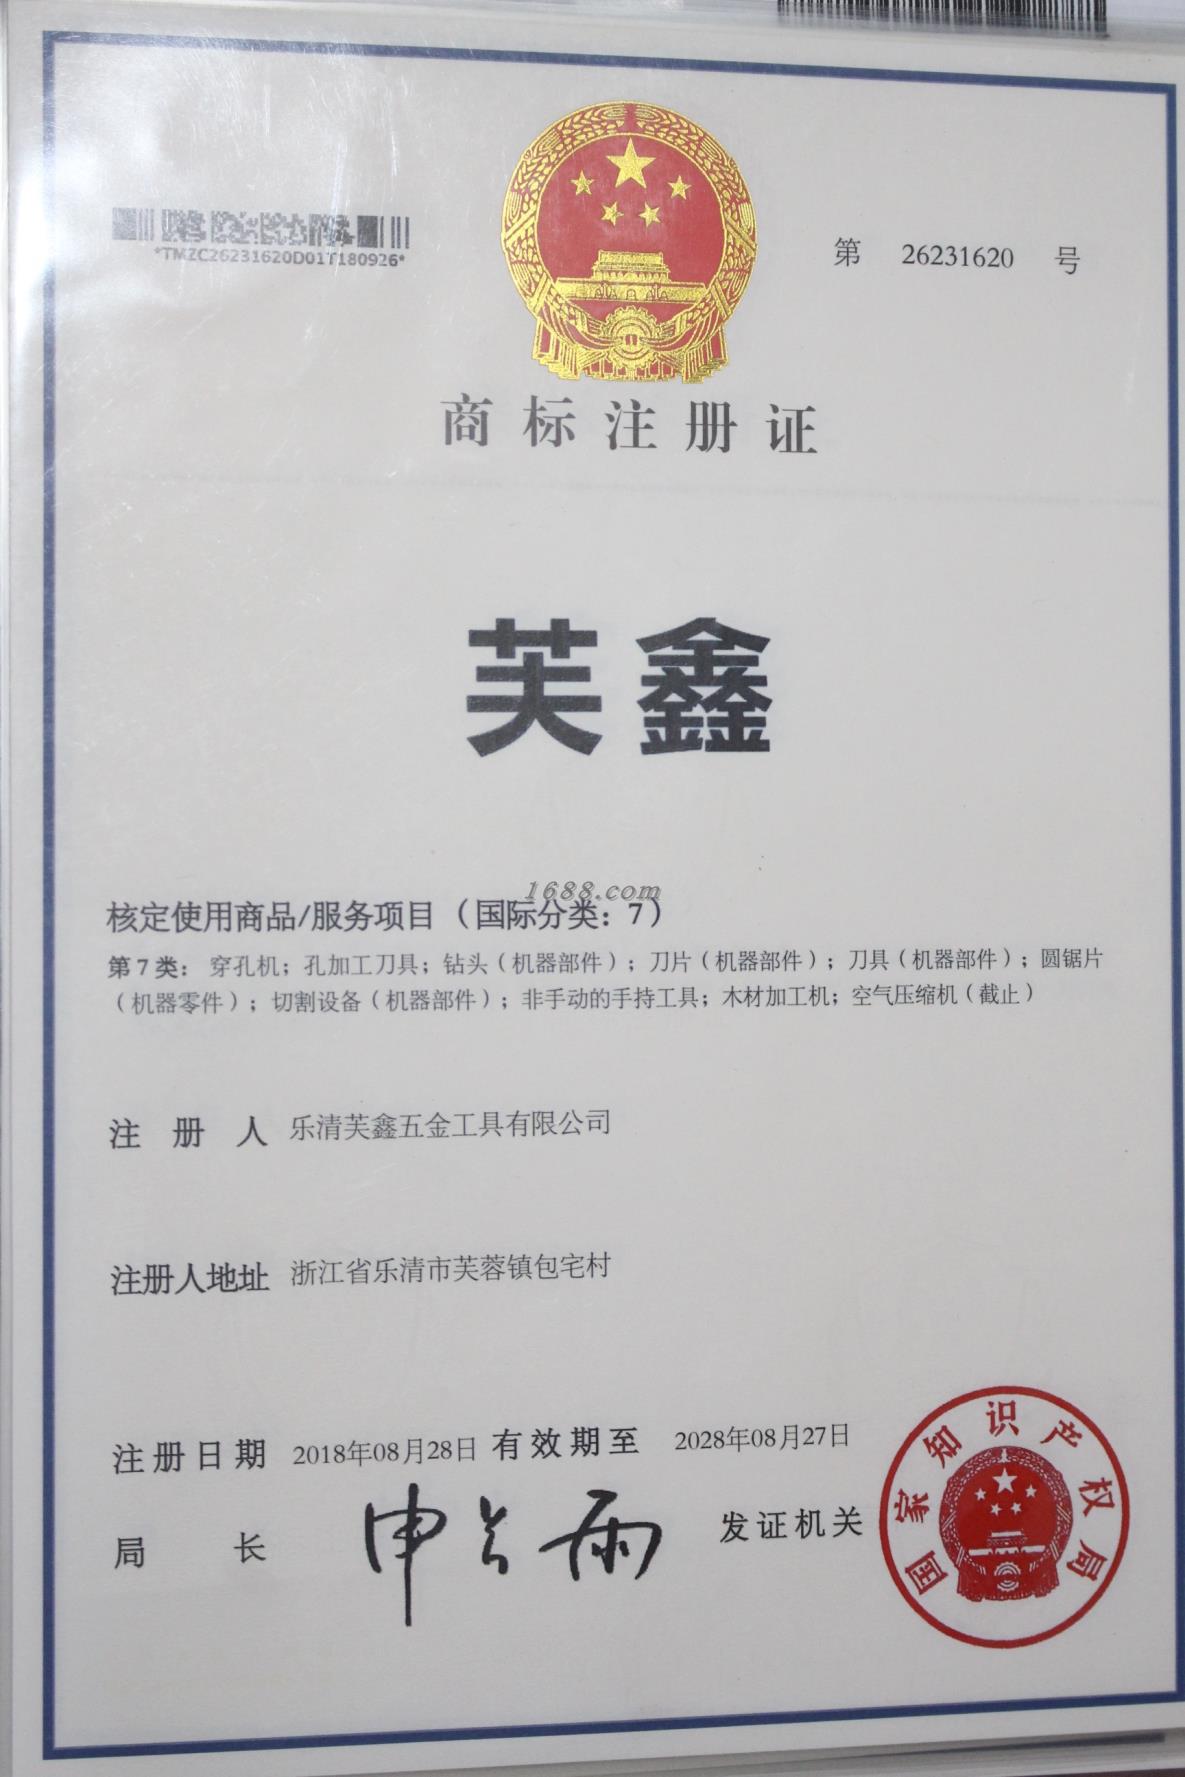 *TMZC26231620D01T180926*
第 26231620 号
商标注册证
芙鑫
1688.com
核定使用商品/服务项目（国际分类：7）
第7类：穿孔机；孔加工刀具；钻头（机器部件）；刀片（机器部件）；刀具（机器部件）；圆锯片
（机器零件）；切割设备（机器部件）；非手动的手持工具；木材加工机；空气压缩机（截止）
注册人 乐清芙鑫五金工具有限公司
注册人地址 浙江省乐清市芙蓉镇包宅村
注册日期 2018年08月28日 有效期至 2028年08月27日
局长 申长雨 发证机关
国家知识产权局